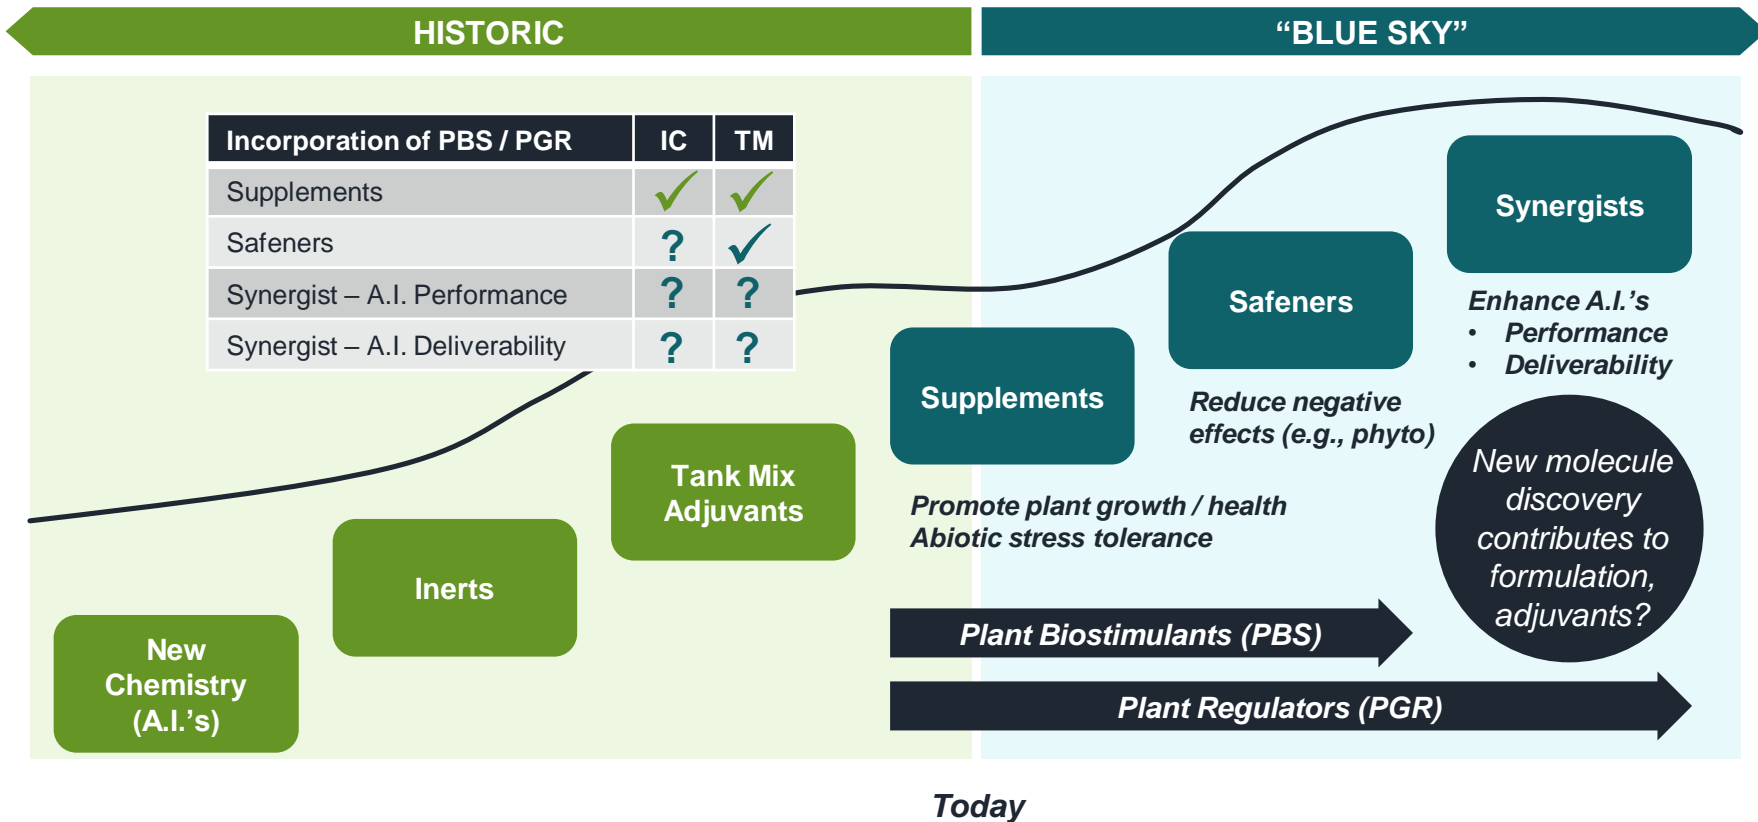 HISTORIC
“BLUE SKY”
Incorporation of PBS / PGR IC TM
Supplements ✓ ✓
Safeners ? ✓
Synergist – A.I. Performance ? ?
Synergist – A.I. Deliverability ? ?
New
Chemistry
(A.I.’s)
Inerts
Tank Mix
Adjuvants
Supplements
Promote plant growth / health
Abiotic stress tolerance
Safeners
Reduce negative
effects (e.g., phyto)
Synergists
Enhance A.I.’s
• Performance
• Deliverability
New molecule
discovery
contributes to
formulation,
adjuvants?
Plant Biostimulants (PBS)
Plant Regulators (PGR)
Today